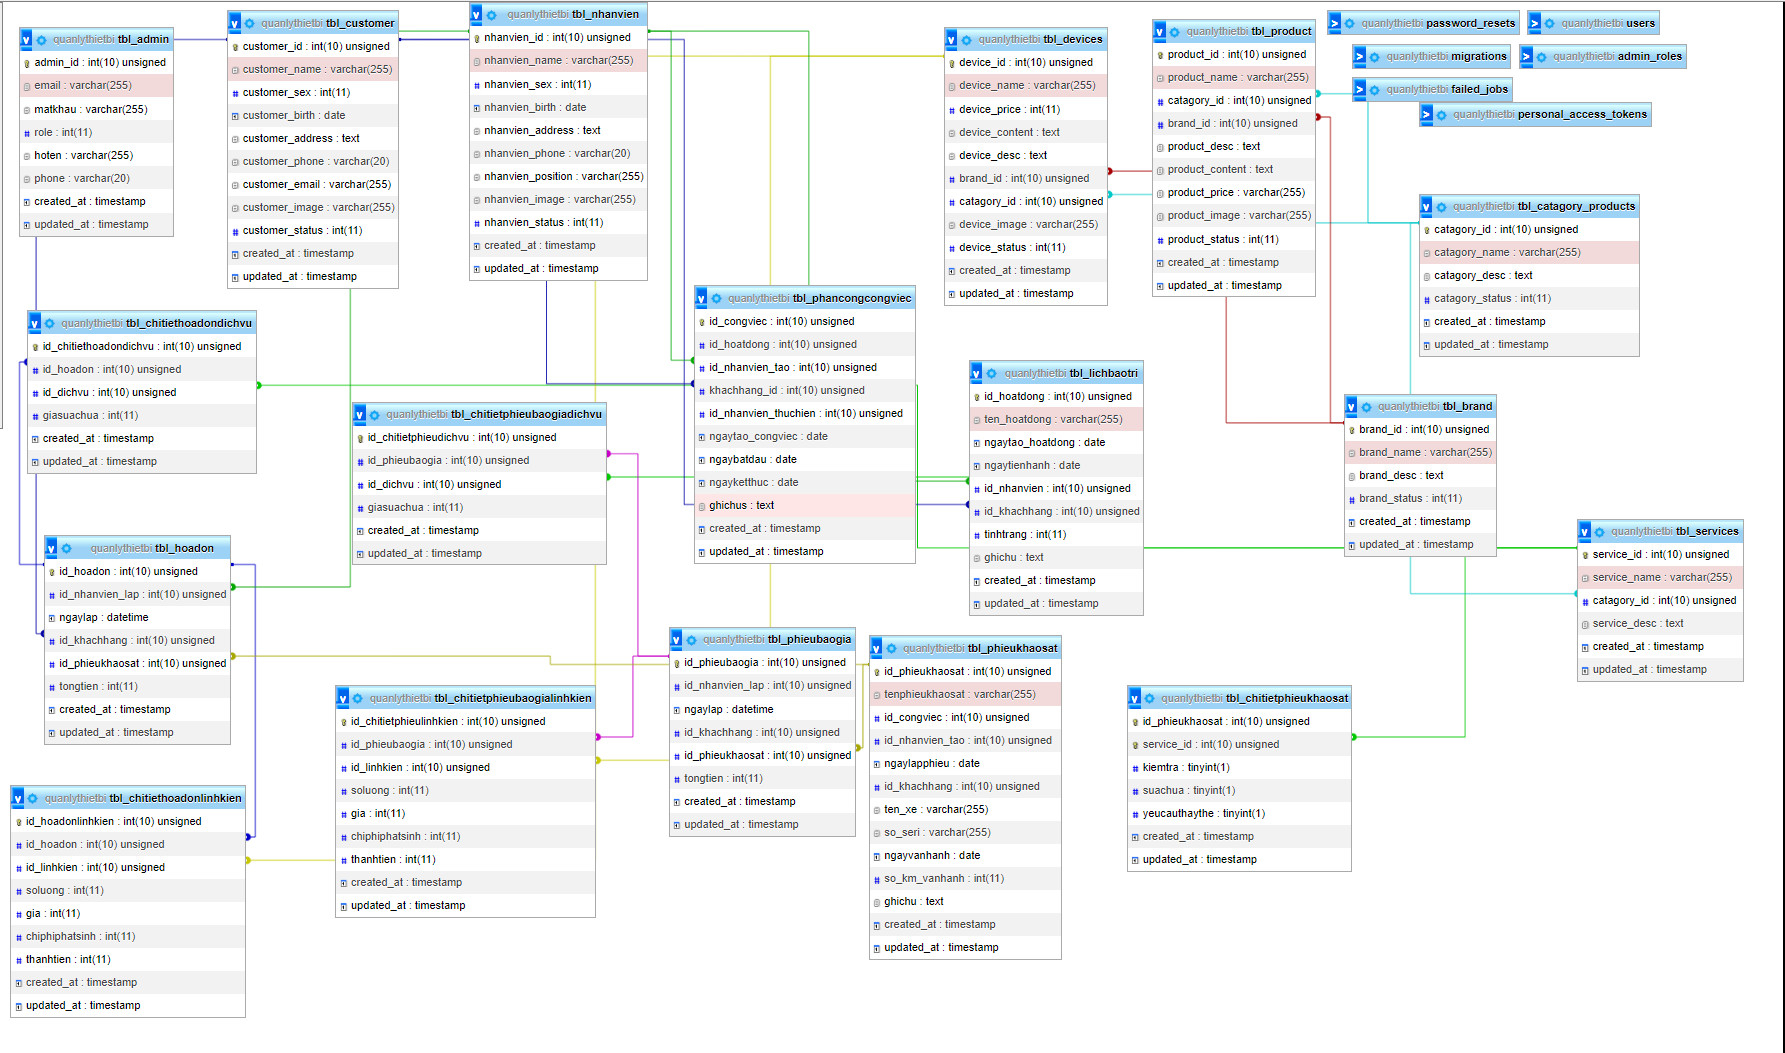 quanlythietbi tbl_admin
admin_id : int(10) unsigned
email : varchar(255)
matkhau : varchar(255)
role : int(11)
hoten : varchar(255)
phone : varchar(20)
created_at : timestamp
updated_at : timestamp
quanlythietbi tbl_customer
customer_id : int(10) unsigned
customer_name : varchar(255)
customer_sex : int(11)
customer_birth : date
customer_address : text
customer_phone : varchar(20)
customer_email : varchar(255)
customer_image : varchar(255)
customer_status : int(11)
created_at : timestamp
updated_at : timestamp
quanlythietbi tbl_nhanvien
nhanvien_id : int(10) unsigned
nhanvien_name : varchar(255)
nhanvien_sex : int(11)
nhanvien_birth : date
nhanvien_address : text
nhanvien_phone : varchar(20)
nhanvien_position : varchar(255)
nhanvien_image : varchar(255)
nhanvien_status : int(11)
created_at : timestamp
updated_at : timestamp
quanlythietbi tbl_devices
device_id : int(10) unsigned
device_name : varchar(255)
device_price : int(11)
device_content : text
device_desc : text
brand_id : int(10) unsigned
catagory_id : int(10) unsigned
device_image : varchar(255)
device_status : int(11)
created_at : timestamp
updated_at : timestamp
quanlythietbi tbl_product
product_id : int(10) unsigned
product_name : varchar(255)
catagory_id : int(10) unsigned
brand_id : int(10) unsigned
product_desc : text
product_content : text
product_price : varchar(255)
product_image : varchar(255)
product_status : int(11)
created_at : timestamp
updated_at : timestamp
quanlythietbi password_resets
quanlythietbi users
quanlythietbi migrations
quanlythietbi admin_roles
quanlythietbi failed_jobs
quanlythietbi personal_access_tokens
quanlythietbi tbl_catagory_products
catagory_id : int(10) unsigned
catagory_name : varchar(255)
catagory_desc : text
catagory_status : int(11)
created_at : timestamp
updated_at : timestamp
quanlythietbi tbl_chitiethoadondichvu
id_chitiethoadondichvu : int(10) unsigned
id_hoadon : int(10) unsigned
id_dichvu : int(10) unsigned
giasuachua : int(11)
created_at : timestamp
updated_at : timestamp
quanlythietbi tbl_phancongcongviec
id_congviec : int(10) unsigned
id_hoatdong : int(10) unsigned
id_nhanvien_tao : int(10) unsigned
khachhang_id : int(10) unsigned
id_nhanvien_thuchien : int(10) unsigned
ngaytao_congviec : date
ngaybatdau : date
ngayketthuc : date
ghichus : text
created_at : timestamp
updated_at : timestamp
quanlythietbi tbl_lichbaotri
id_hoatdong : int(10) unsigned
ten_hoatdong : varchar(255)
ngaytao_hoatdong : date
ngaytienhanh : date
id_nhanvien : int(10) unsigned
id_khachhang : int(10) unsigned
tinhtrang : int(11)
ghichu : text
created_at : timestamp
updated_at : timestamp
quanlythietbi tbl_chitietphieubaogiadichvu
id_chitietphieudichvu : int(10) unsigned
id_phieubaogia : int(10) unsigned
id_dichvu : int(10) unsigned
giasuachua : int(11)
created_at : timestamp
updated_at : timestamp
quanlythietbi tbl_brand
brand_id : int(10) unsigned
brand_name : varchar(255)
brand_desc : text
brand_status : int(11)
created_at : timestamp
updated_at : timestamp
quanlythietbi tbl_services
service_id : int(10) unsigned
service_name : varchar(255)
catagory_id : int(10) unsigned
service_desc : text
created_at : timestamp
updated_at : timestamp
quanlythietbi tbl_hoadon
id_hoadon : int(10) unsigned
id_nhanvien_lap : int(10) unsigned
ngaylap : datetime
id_khachhang : int(10) unsigned
id_phieukhaosat : int(10) unsigned
tongtien : int(11)
created_at : timestamp
updated_at : timestamp
quanlythietbi tbl_phieubaogia
id_phieubaogia : int(10) unsigned
id_nhanvien_lap : int(10) unsigned
ngaylap : datetime
id_khachhang : int(10) unsigned
id_phieukhaosat : int(10) unsigned
tongtien : int(11)
created_at : timestamp
updated_at : timestamp
quanlythietbi tbl_phieukhaosat
id_phieukhaosat : int(10) unsigned
tenphieukhaosat : varchar(255)
id_congviec : int(10) unsigned
id_nhanvien_tao : int(10) unsigned
ngaylapphieu : date
id_khachhang : int(10) unsigned
ten_xe : varchar(255)
so_seri : varchar(255)
ngayvanhanh : date
so_km_vanhanh : int(11)
ghichu : text
created_at : timestamp
updated_at : timestamp
quanlythietbi tbl_chitietphieubaogialinhkien
id_chitietphieulinhkien : int(10) unsigned
id_phieubaogia : int(10) unsigned
id_linhkien : int(10) unsigned
soluong : int(11)
gia : int(11)
chiphiphatsinh : int(11)
thanhtien : int(11)
created_at : timestamp
updated_at : timestamp
quanlythietbi tbl_chitietphieukhaosat
id_phieukhaosat : int(10) unsigned
service_id : int(10) unsigned
kiemtra : tinyint(1)
suachua : tinyint(1)
yeucauthaythe : tinyint(1)
created_at : timestamp
updated_at : timestamp
quanlythietbi tbl_chitiethoadonlinhkien
id_hoadonlinhkien : int(10) unsigned
id_hoadon : int(10) unsigned
id_linhkien : int(10) unsigned
soluong : int(11)
gia : int(11)
chiphiphatsinh : int(11)
thanhtien : int(11)
created_at : timestamp
updated_at : timestamp